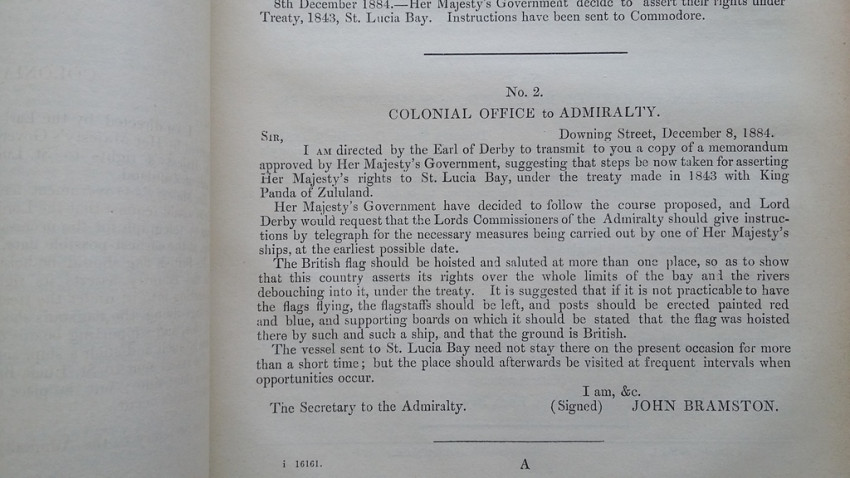 8th December 1884.—Her Majesty's Government decide to assert their rights under
Treaty, 1843, St. Lucia Bay. Instructions have been sent to Commodore.
No. 2.
COLONIAL OFFICE to ADMIRALTY.
SIR, Downing Street, December 8, 1884.
I AM directed by the Earl of Derby to transmit to you a copy of a memorandum
approved by Her Majesty's Government, suggesting that steps be now taken for asserting
Her Majesty's rights to St. Lucia Bay, under the treaty made in 1843 with King
Panda of Zululand.
Her Majesty's Government have decided to follow the course proposed, and Lord
Derby would request that the Lords Commissioners of the Admiralty should give instruc-
tions by telegraph for the necessary measures being carried out by one of Her Majesty's
ships, at the earliest possible date.
The British flag should be hoisted and saluted at more than one place, so as to show
that this country asserts its rights over the whole limits of the bay and the rivers
debouching into it, under the treaty. It is suggested that if it is not practicable to have
the flags flying, the flagstaffs should be left, and posts should be erected painted red
and blue, and supporting boards on which it should be stated that the flag was hoisted
there by such and such a ship, and that the ground is British.
The vessel sent to St. Lucia Bay need not stay there on the present occasion for more
than a short time; but the place should afterwards be visited at frequent intervals when
opportunities occur.
I am, &c.
The Secretary to the Admiralty. (Signed) JOHN BRAMSTON.
i 16161. A